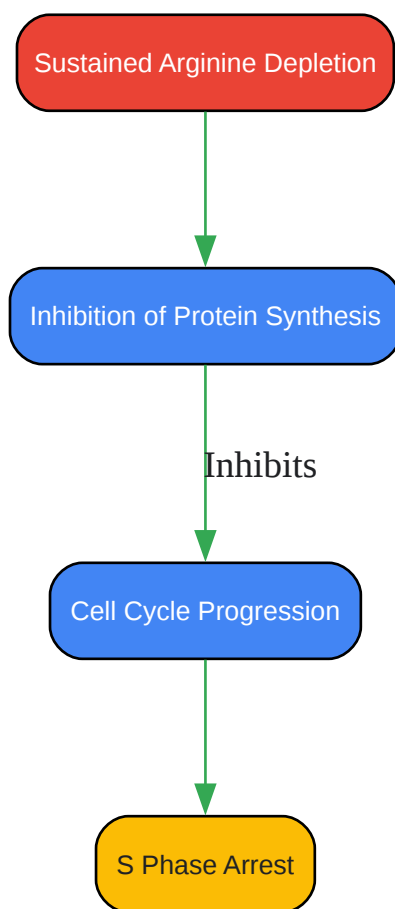 Sustained Arginine Depletion
Inhibition of Protein Synthesis
Inhibits
Cell Cycle Progression
S Phase Arrest